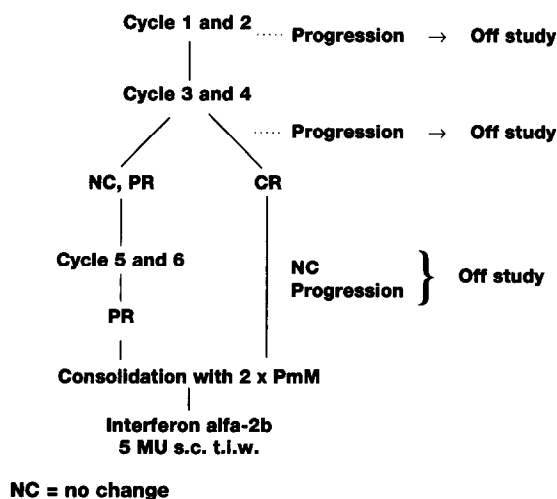 Cycle 1 and 2
..... Progression → Off study
Cycle 3 and 4
..... Progression → Off study
NC, PR
CR
Cycle 5 and 6
NC
Progression
} Off study
PR
Consolidation with 2 x PmM
Interferon alfa-2b
5 MU s.c. t.i.w.
NC = no change